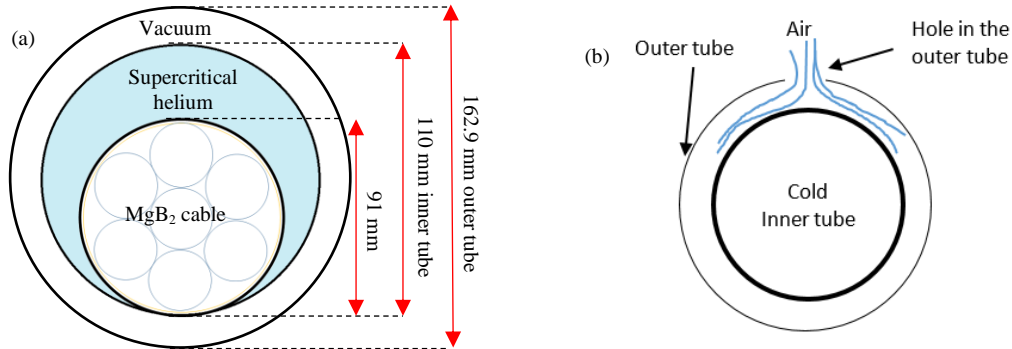 (a)
Vacuum
Supercritical
helium
MgB₂ cable
91 mm
110 mm inner tube
162.9 mm outer tube
(b)
Air
Outer tube
Hole in the
outer tube
Cold
Inner tube